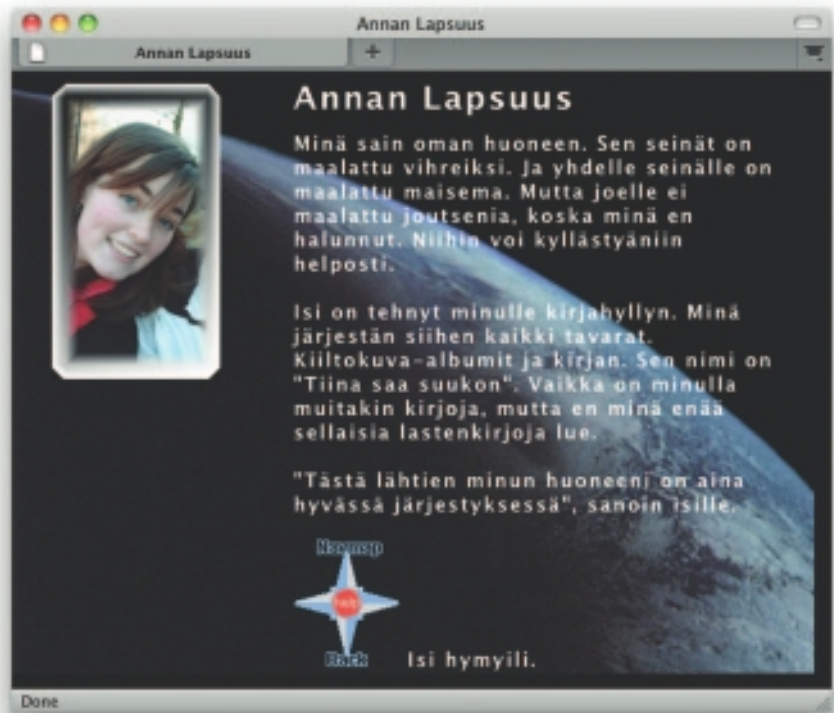 Annan Lapsuus
Annan Lapsuus +
Annan Lapsuus
Minä sain oman huoneen. Sen seinät on
maalattu vihreiksi. Ja yhdelle seinälle on
maalattu maisema. Mutta joelle ei
maalattu joutsenia, koska minä en
halunnut. Niihin voi kyllästyäniin
helposti.
Isi on tehnyt minulle kirjahyllyn. Minä
järjestän siihen kaikki tavarat.
Kiiltokuva-albumit ja kirjan. Sen nimi on
"Tiina saa suukon". Vaikka on minulla
muitakin kirjoja, mutta en minä enää
sellaisia lastenkirjoja lue.
"Tästä lähtien minun huoneeni on aina
hyvässä järjestyksessä", sanoin isille.
Navmap
Help
Back
Isi hymyili.
Done